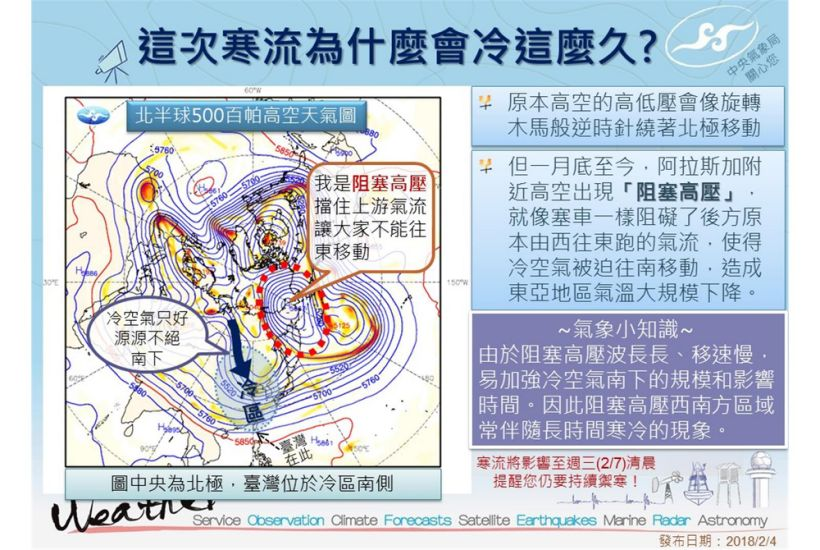 這次寒流為什麼會冷這麼久?
中央氣象局
關心您
北半球500百帕高空天氣圖
我是阻塞高壓
擋住上游氣流
讓大家不能往
東移動
冷空氣只好
源源不絕
南下
冷區
臺灣
在此
60°W
30°E
150°W
180°
90°E
5760
5700
5760
5520
5520
5700
5760
5850
圖中央為北極，臺灣位於冷區南側
原本高空的高低壓會像旋轉
木馬般逆時針繞著北極移動
但一月底至今，阿拉斯加附
近高空出現「阻塞高壓」，
就像塞車一樣阻礙了後方原
本由西往東跑的氣流，使得
冷空氣被迫往南移動，造成
東亞地區氣溫大規模下降。
~氣象小知識~
由於阻塞高壓波長長、移速慢，
易加強冷空氣南下的規模和影響
時間。因此阻塞高壓西南方區域
常伴隨長時間寒冷的現象。
寒流將影響至週三(2/7)清晨
提醒您仍要持續禦寒！
Weather
Service Observation Climate Forecasts Satellite Earthquakes Marine Radar Astronomy
發布日期：2018/2/4